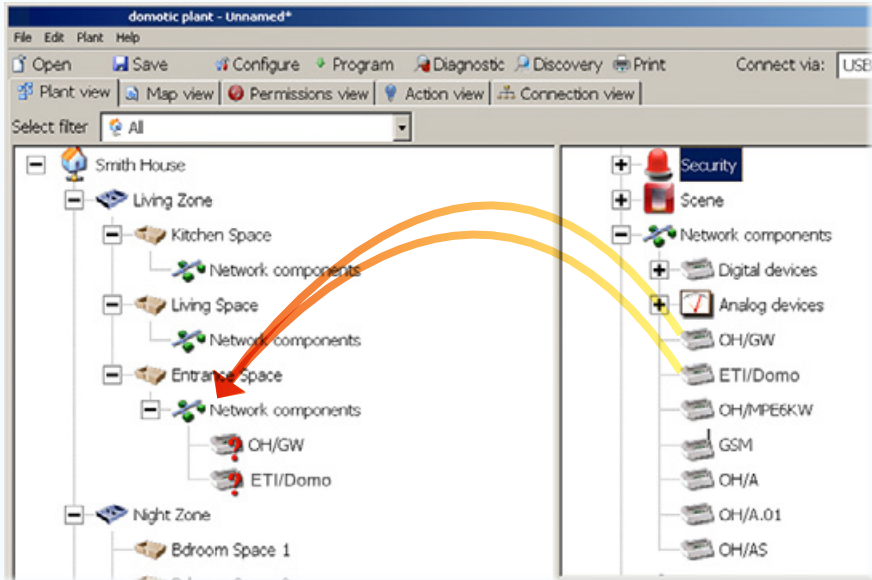 domotic plant - Unnamed*
File Edit Plant Help
Open Save Configure Program Diagnostic Discovery Print Connect via: USB
Plant view Map view Permissions view Action view Connection view
Select filter All
Smith House
Living Zone
Kitchen Space
Network components
Living Space
Network components
Entrance Space
Network components
OH/GW
ETI/Domo
Night Zone
Bdroom Space 1
Security
Scene
Network components
Digital devices
Analog devices
OH/GW
ETI/Domo
OH/MPE6KW
GSM
OH/A
OH/A.01
OH/AS